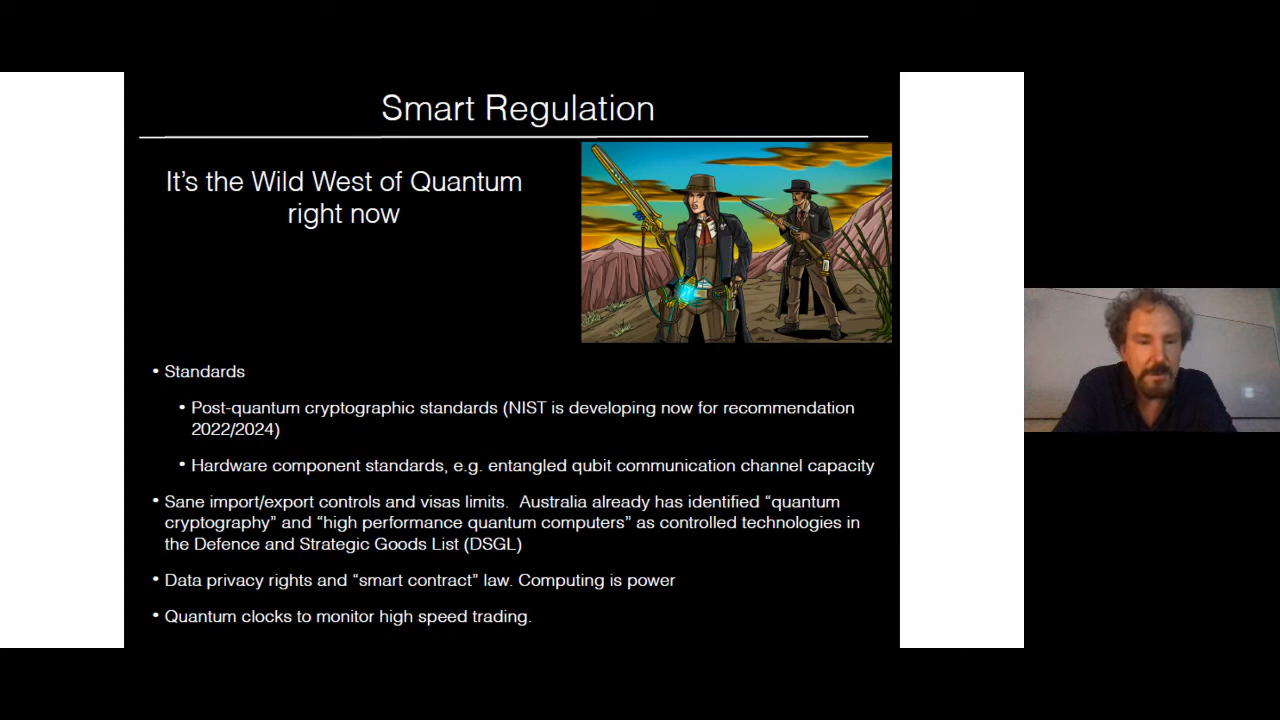 Smart Regulation
It's the Wild West of Quantum
right now
• Standards
• Post-quantum cryptographic standards (NIST is developing now for recommendation
2022/2024)
• Hardware component standards, e.g. entangled qubit communication channel capacity
• Sane import/export controls and visas limits.  Australia already has identified “quantum
cryptography” and “high performance quantum computers” as controlled technologies in
the Defence and Strategic Goods List (DSGL)
• Data privacy rights and “smart contract” law. Computing is power
• Quantum clocks to monitor high speed trading.